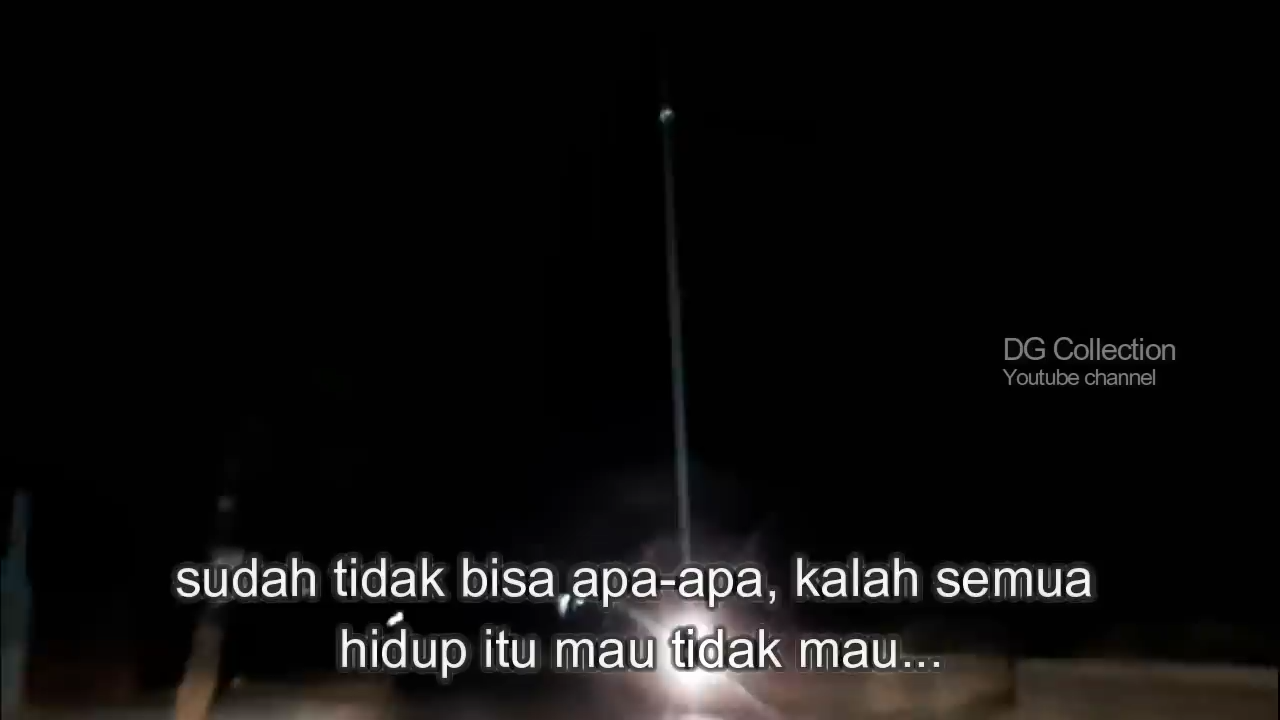 DG Collection
Youtube channel
sudah tidak bisa apa-apa, kalah semua
hidup itu mau tidak mau...